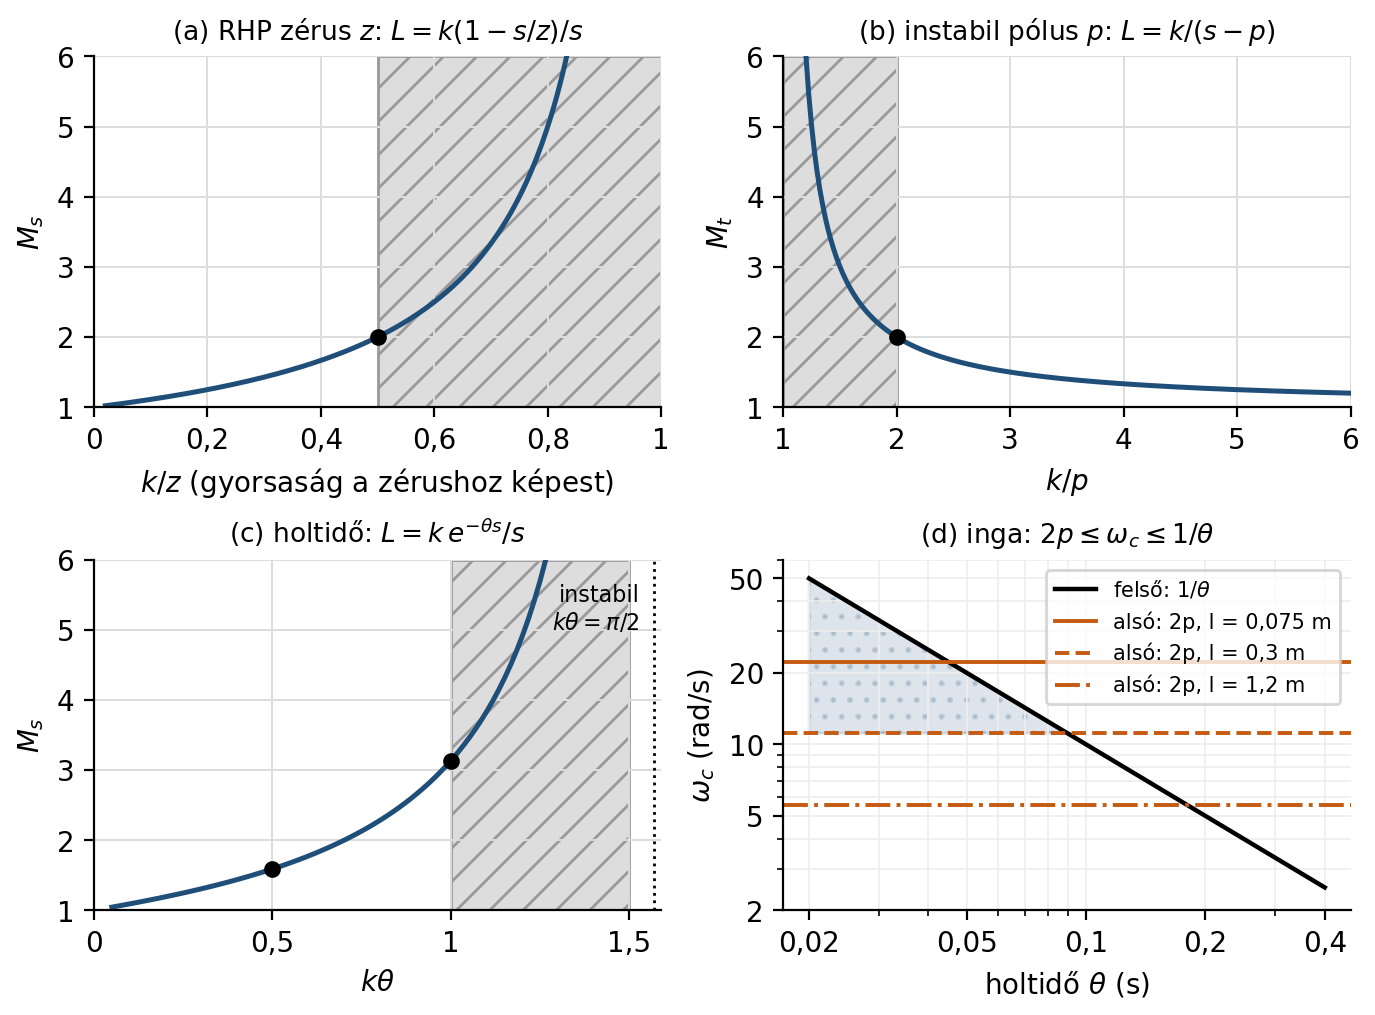 (a) RHP zérus z: L = k(1 − s/z)/s
6
5
4
3
2
1
M_s
0
0,2
0,4
0,6
0,8
1
k/z (gyorsaság a zérushoz képest)
(b) instabil pólus p: L = k/(s − p)
6
5
4
3
2
1
M_t
1
2
3
4
5
6
k/p
(c) holtidő: L = k e^{−θs}/s
6
5
4
3
2
1
M_s
instabil
kθ = π/2
0
0,5
1
1,5
kθ
(d) inga: 2p ≤ ω_c ≤ 1/θ
50
20
10
5
2
ω_c (rad/s)
felső: 1/θ
alsó: 2p, l = 0,075 m
alsó: 2p, l = 0,3 m
alsó: 2p, l = 1,2 m
0,02
0,05
0,1
0,2
0,4
holtidő θ (s)